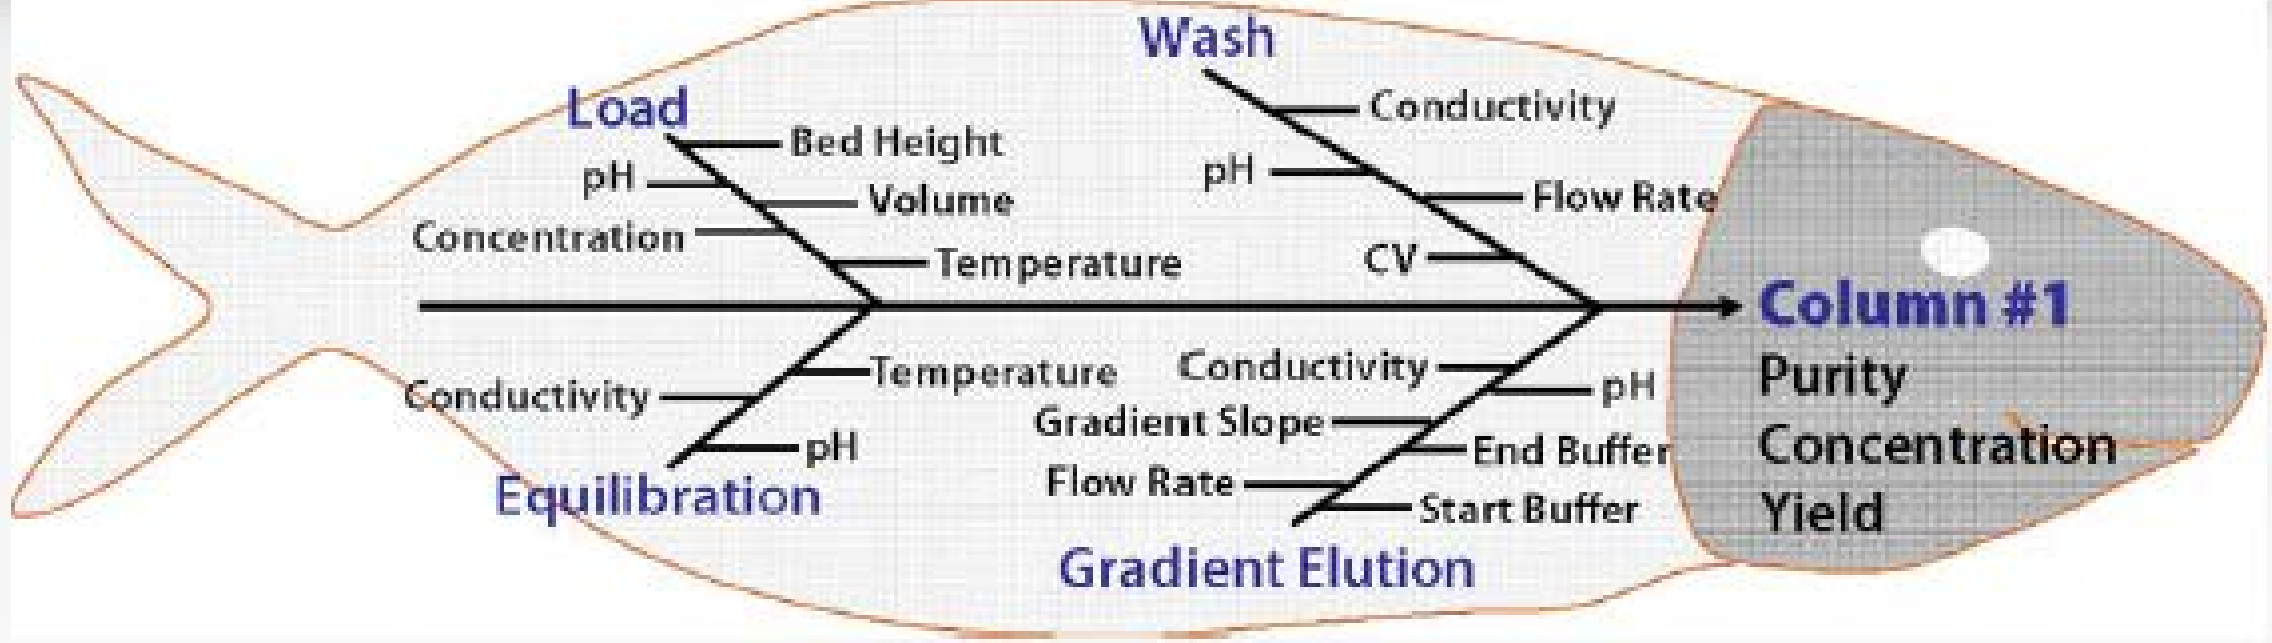 Wash
Load
Conductivity
Bed Height
pH
pH
Volume
Flow Rate
Concentration
CV
Temperature
Column #1
Purity
Concentration
Yield
Temperature
Conductivity
Conductivity
pH
pH
Gradient Slope
End Buffer
Flow Rate
Start Buffer
Equilibration
Gradient Elution